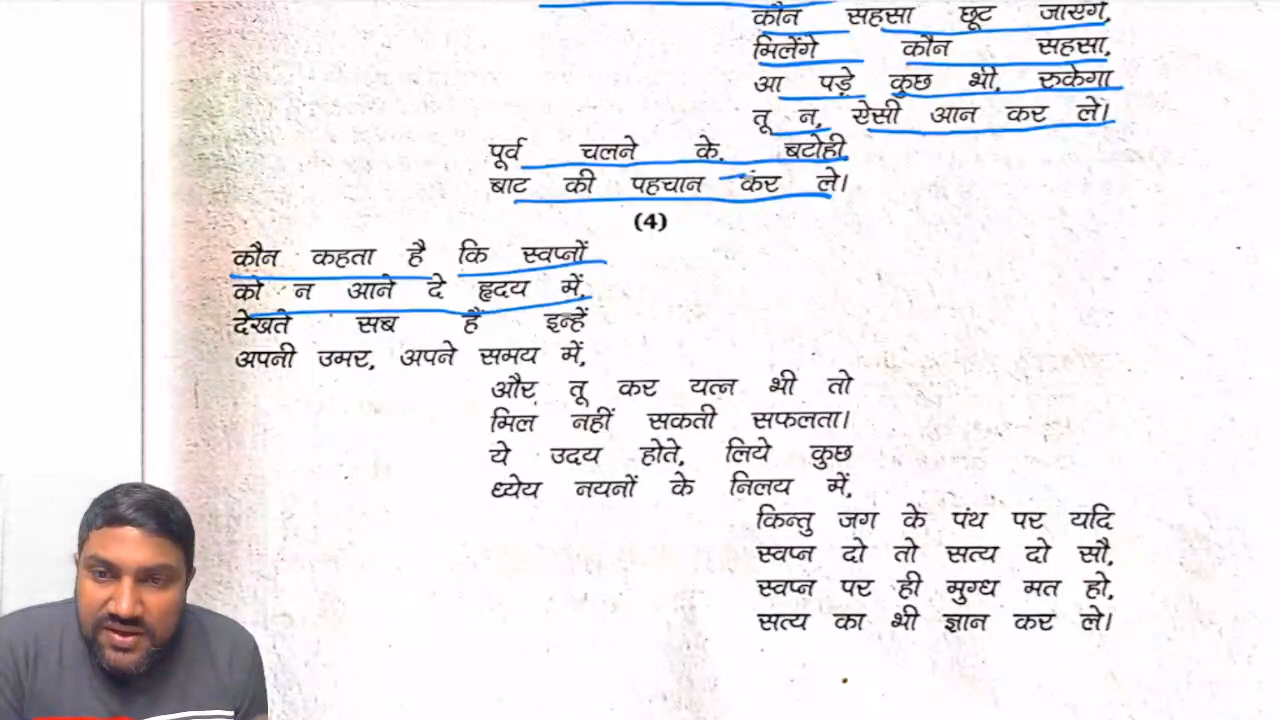 कौन सहसा छूट जाएंगे,
मिलेंगे कौन सहसा,
आ पड़े कुछ भी, रुकेगा
तू न, ऐसी आन कर ले।
पूर्व चलने के, बटोही
बाट की पहचान कर ले।
(4)
कौन कहता है कि स्वप्नों
को न आने दे हृदय में,
देखते सब हैं इन्हें
अपनी उमर, अपने समय में,
और तू कर यत्न भी तो
मिल नहीं सकती सफलता।
ये उदय होते, लिये कुछ
ध्येय नयनों के निलय में,
किन्तु जग के पंथ पर यदि
स्वप्न दो तो सत्य दो सौ,
स्वप्न पर ही मुग्ध मत हो,
सत्य का भी ज्ञान कर ले।